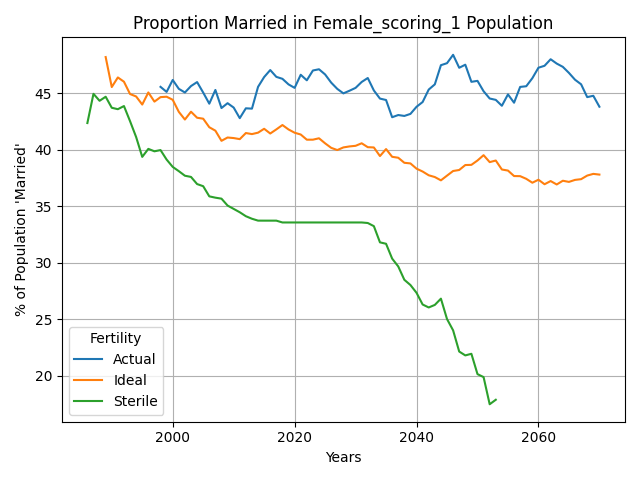 Proportion Married in Female_scoring_1 Population
% of Population 'Married'
45
40
35
30
25
20
Fertility
Actual
Ideal
Sterile
2000
2020
2040
2060
Years